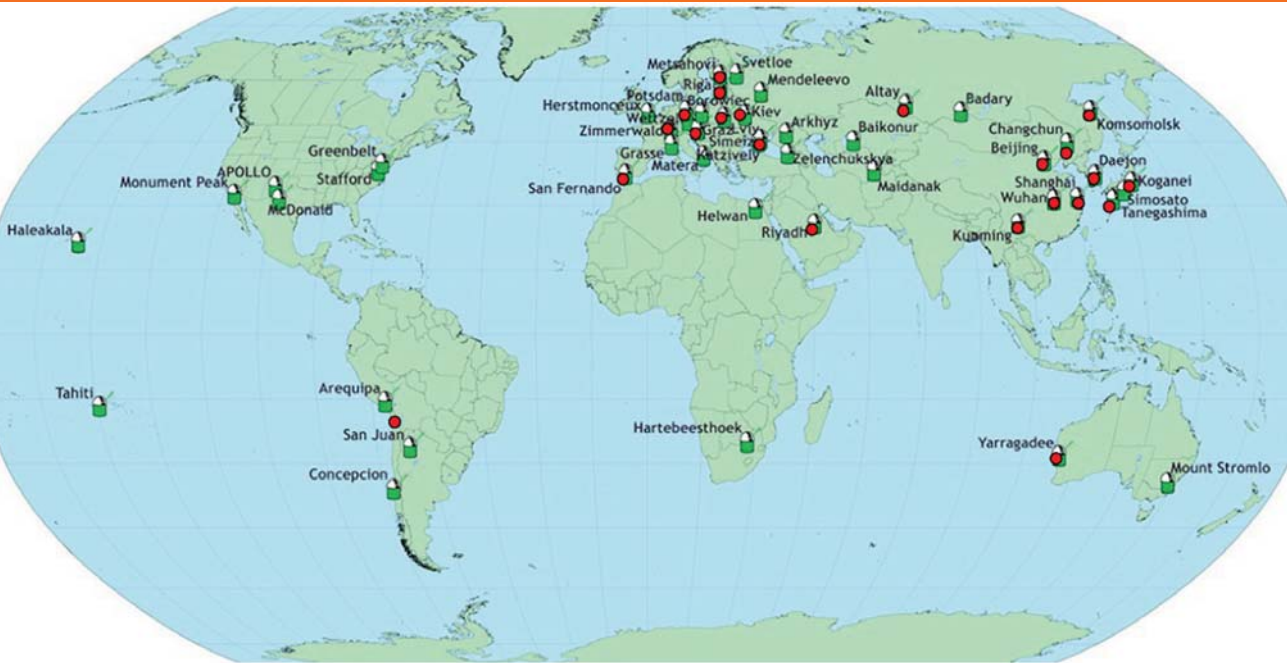 Metsahovi
Svetloe
Riga
Mendeleevo
Potsdam
Borowiec
Herstmonceux
Kiev
Altay
Badary
Komsomolsk
Zimmerwald
Graz
Simeiz
Arkhyz
Baikonur
Changchun
Beijing
Greenbelt
Grasse
Matera
Katzively
Zelenchukskya
Daejon
APOLLO
Stafford
Monument Peak
McDonald
San Fernando
Maidanak
Shanghai
Koganei
Wuhan
Simosato
Tanegashima
Helwan
Riyadh
Kunming
Haleakala
Tahiti
Arequipa
San Juan
Hartebeesthoek
Yarragadee
Concepcion
Mount Stromlo